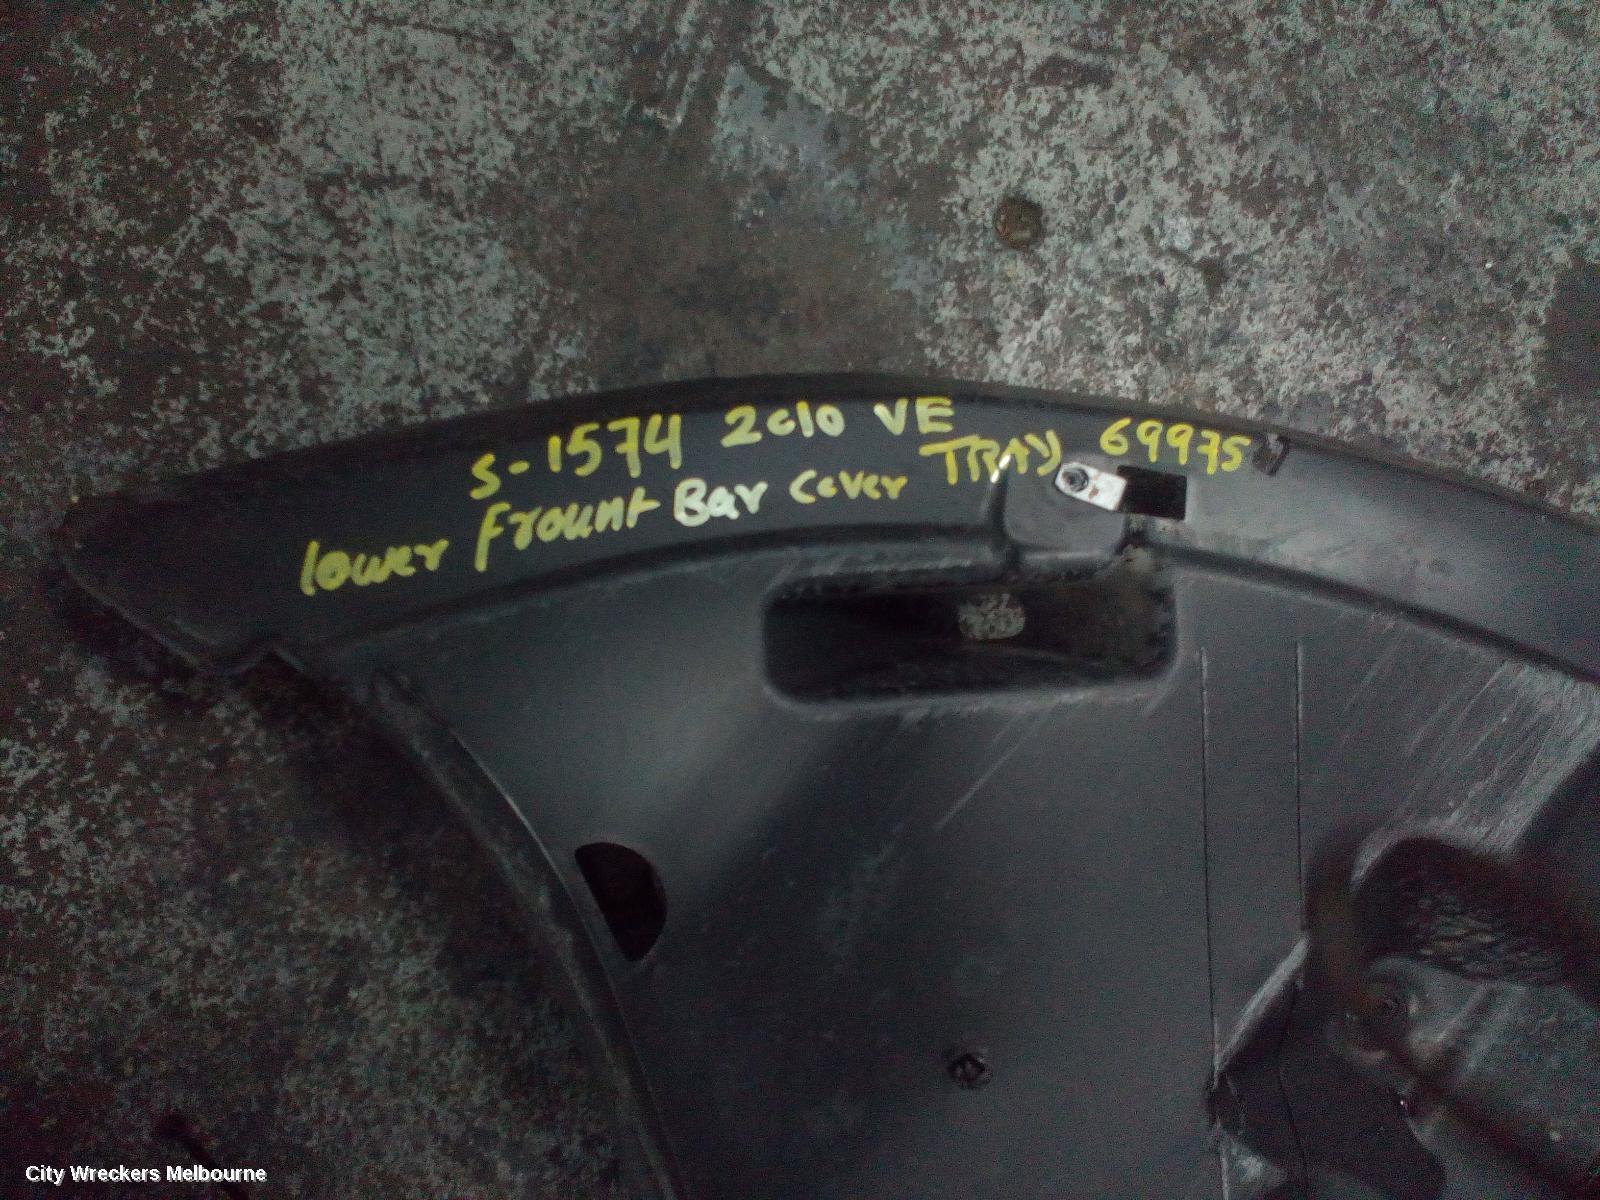 S-1574 2010 VE
lower Frount Bar cover TRAY 69975
City Wreckers Melbourne